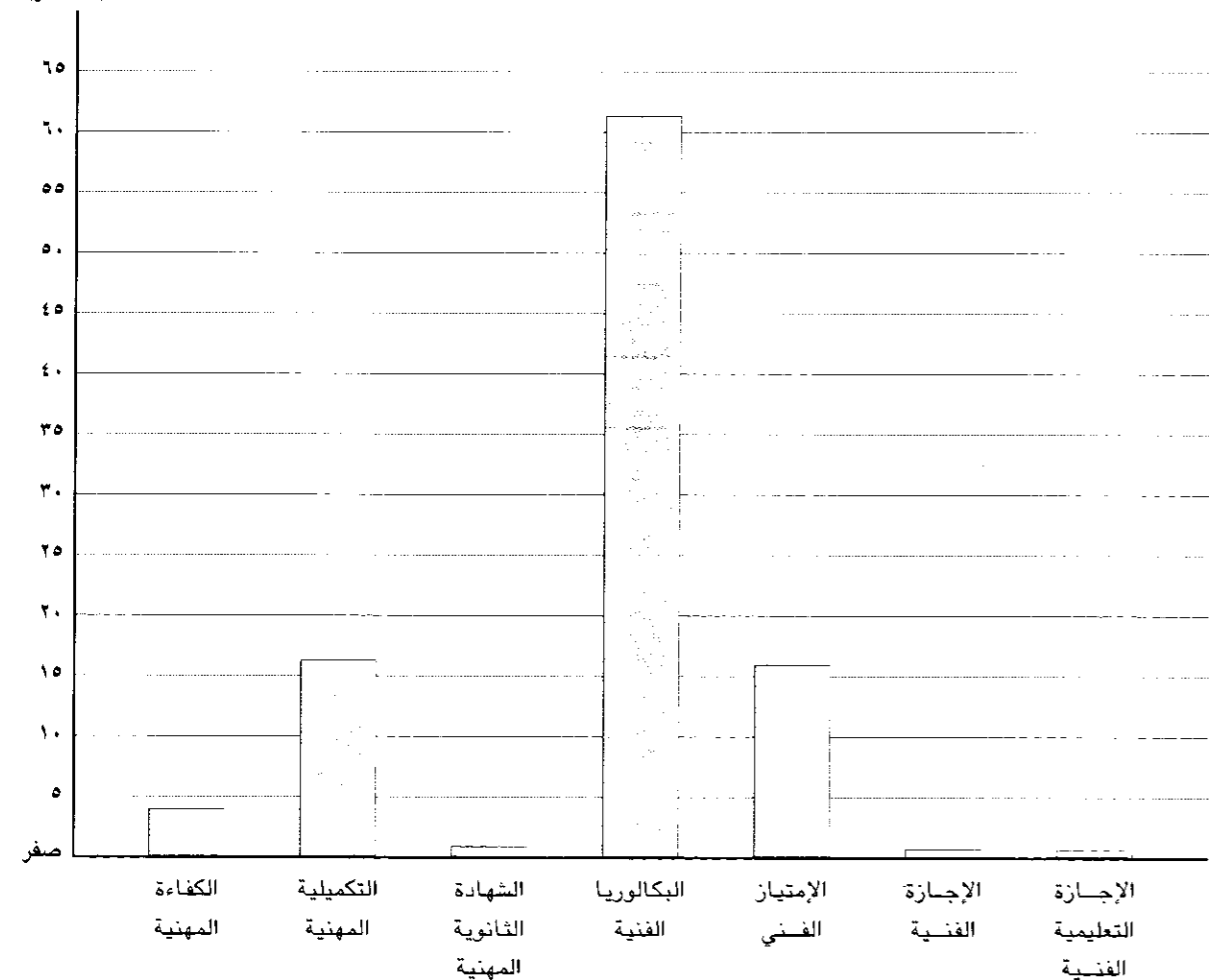 ٦٥
٦٠
٥٥
٥٠
٤٥
٤٠
٣٥
٣٠
٢٥
٢٠
١٥
١٠
٥
صفر
الكفاءة
المهنية
التكميلية
المهنية
الشهادة
الثانوية
المهنية
البكالوريا
الفنية
الإمتياز
الفني
الإجازة
الفنية
الإجازة
التعليمية
الفنية